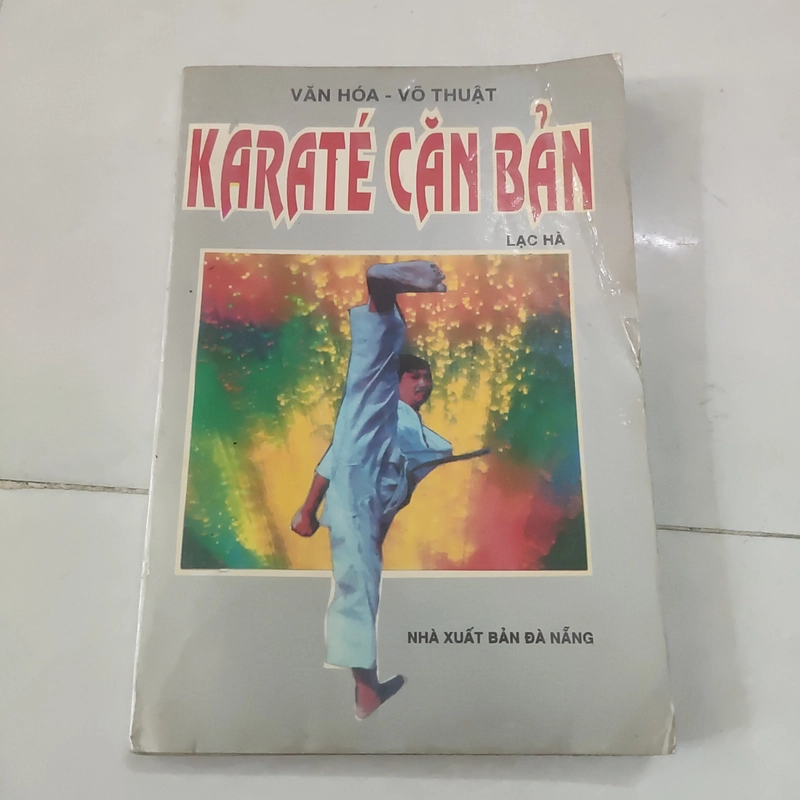 VĂN HÓA - VÕ THUẬT
KARATÉ CĂN BẢN
LẠC HÀ
NHÀ XUẤT BẢN ĐÀ NẴNG